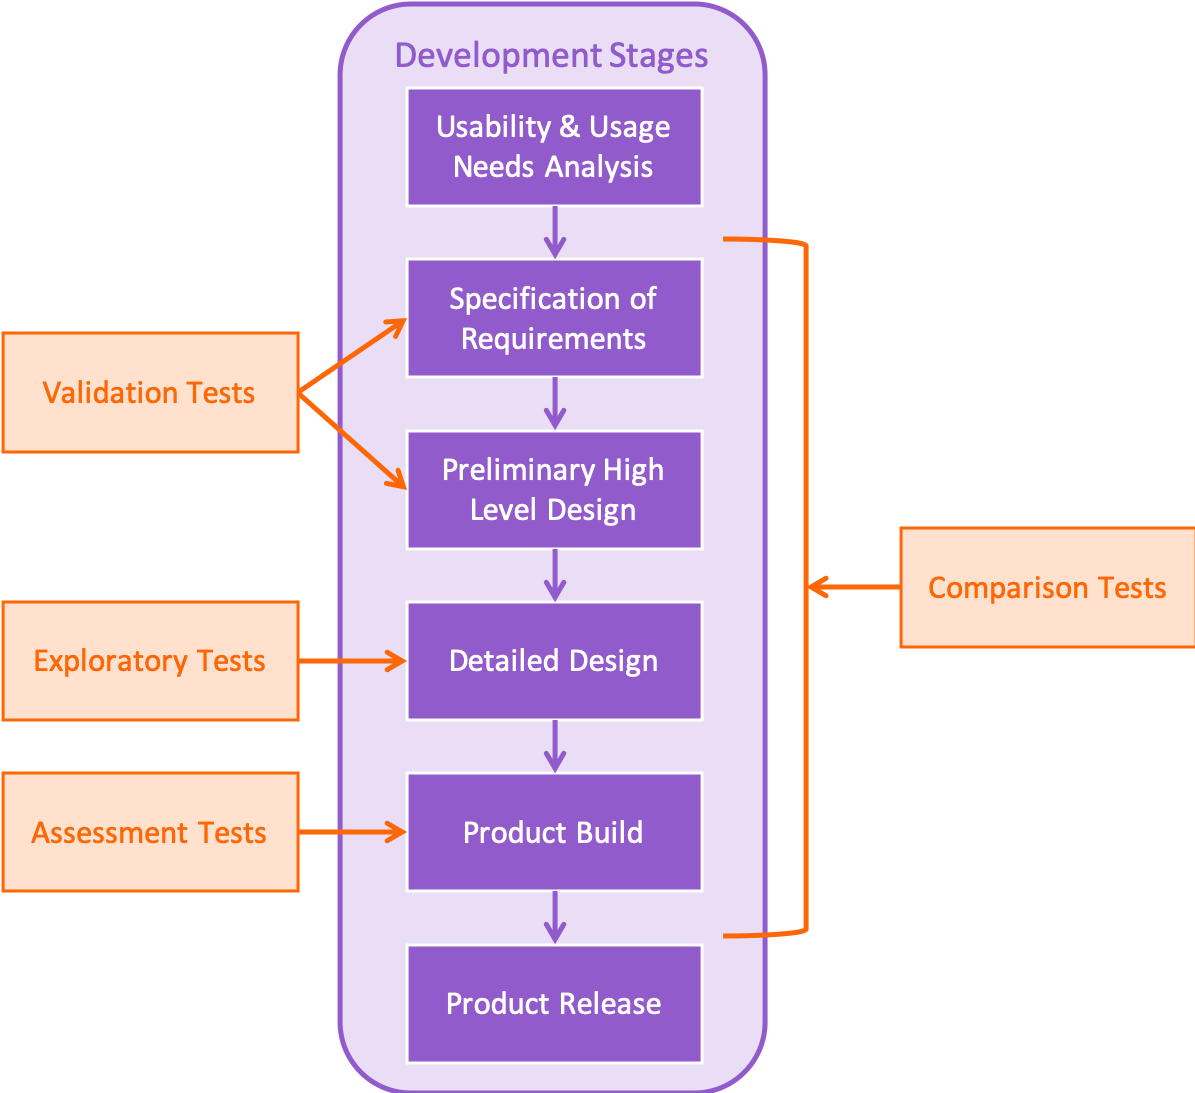 Development Stages
Usability & Usage
Needs Analysis
Specification of
Requirements
Validation Tests
Preliminary High
Level Design
Comparison Tests
Exploratory Tests
Detailed Design
Assessment Tests
Product Build
Product Release